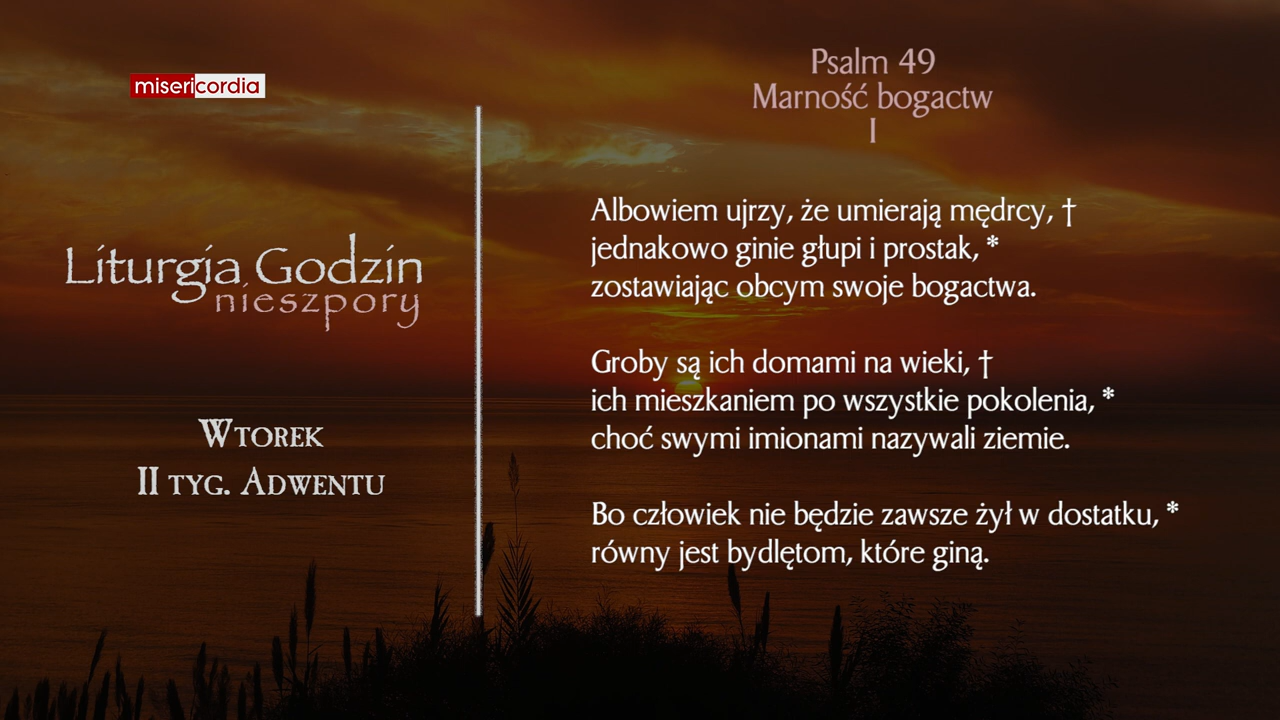 misericordia
Liturgia Godzin
nieszpory
Wtorek
II tyg. Adwentu
Psalm 49
Marność bogactw
I
Albowiem ujrzy, że umierają mędrcy, †
jednakowo ginie głupi i prostak, *
zostawiając obcym swoje bogactwa.
Groby są ich domami na wieki, †
ich mieszkaniem po wszystkie pokolenia, *
choć swymi imionami nazywali ziemie.
Bo człowiek nie będzie zawsze żył w dostatku, *
równy jest bydlętom, które giną.